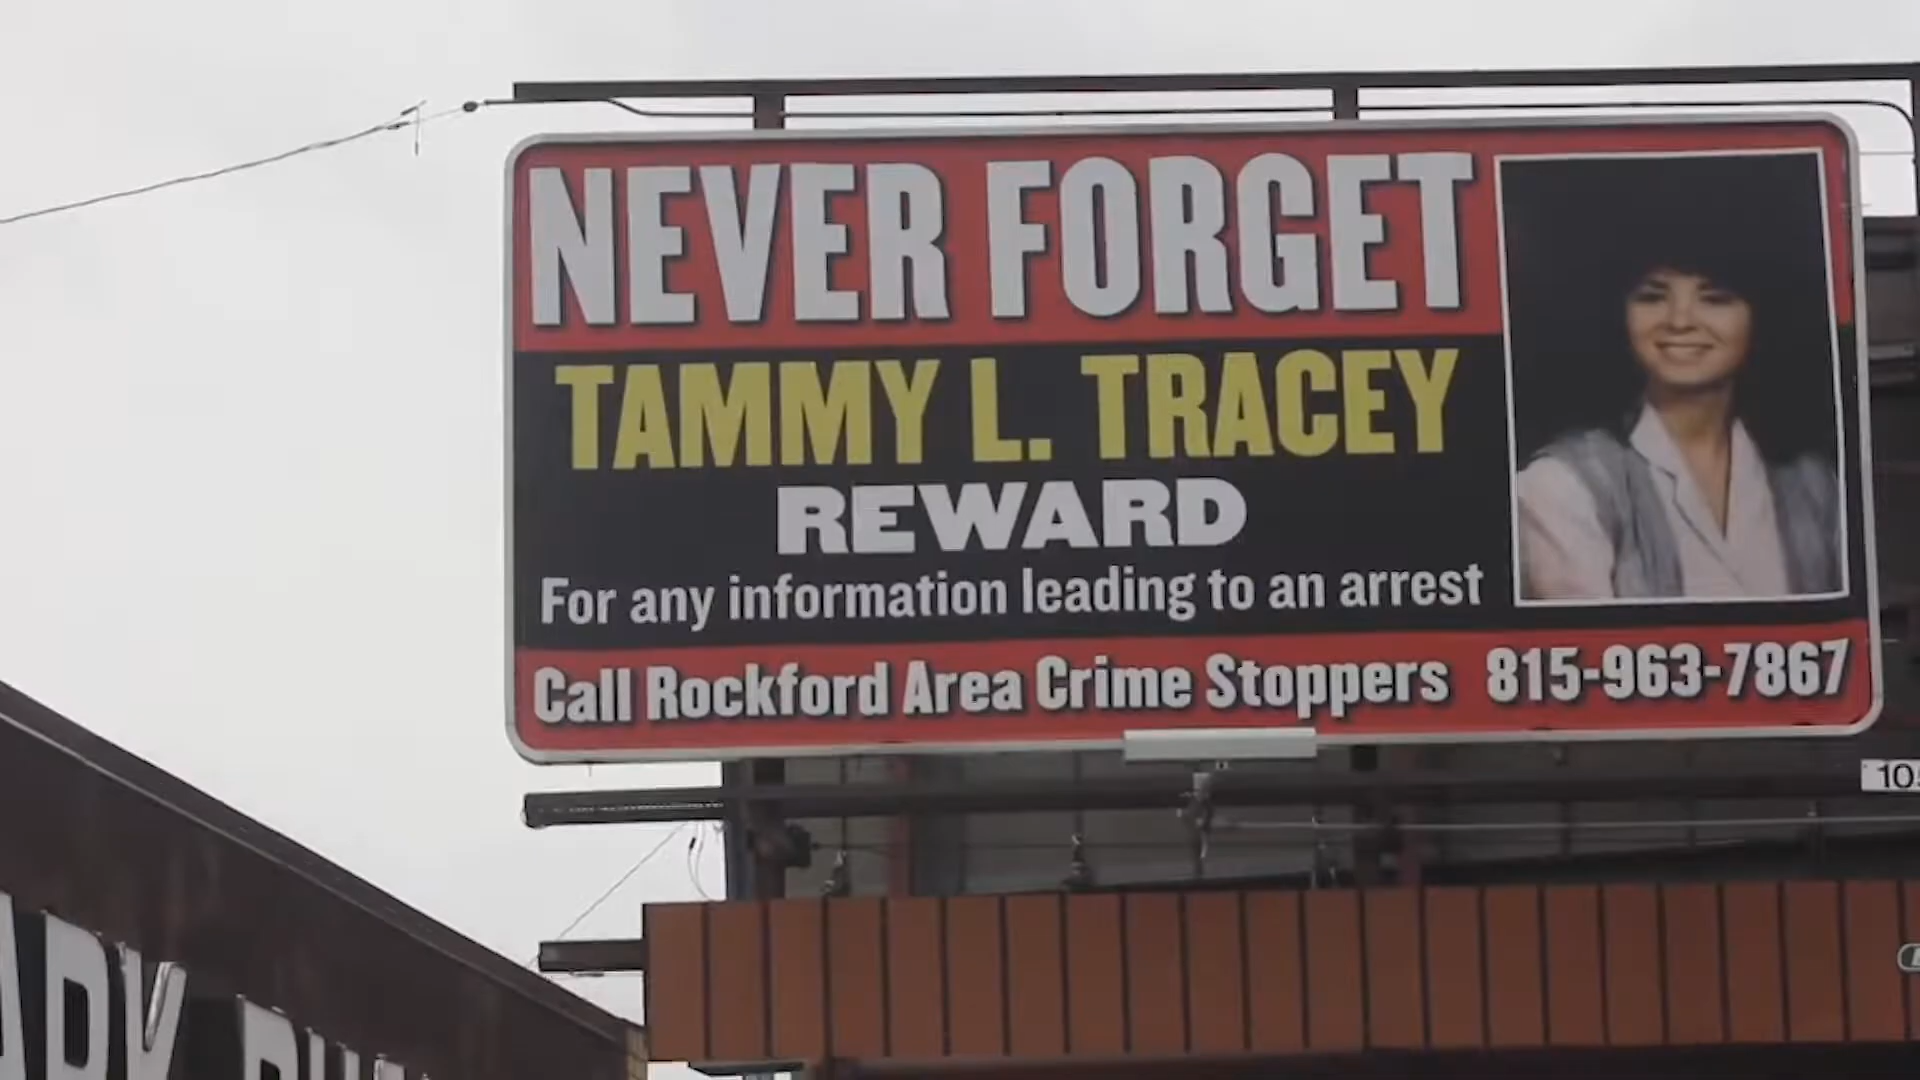 NEVER FORGET
TAMMY L. TRACEY
REWARD
For any information leading to an arrest
Call Rockford Area Crime Stoppers 815-963-7867